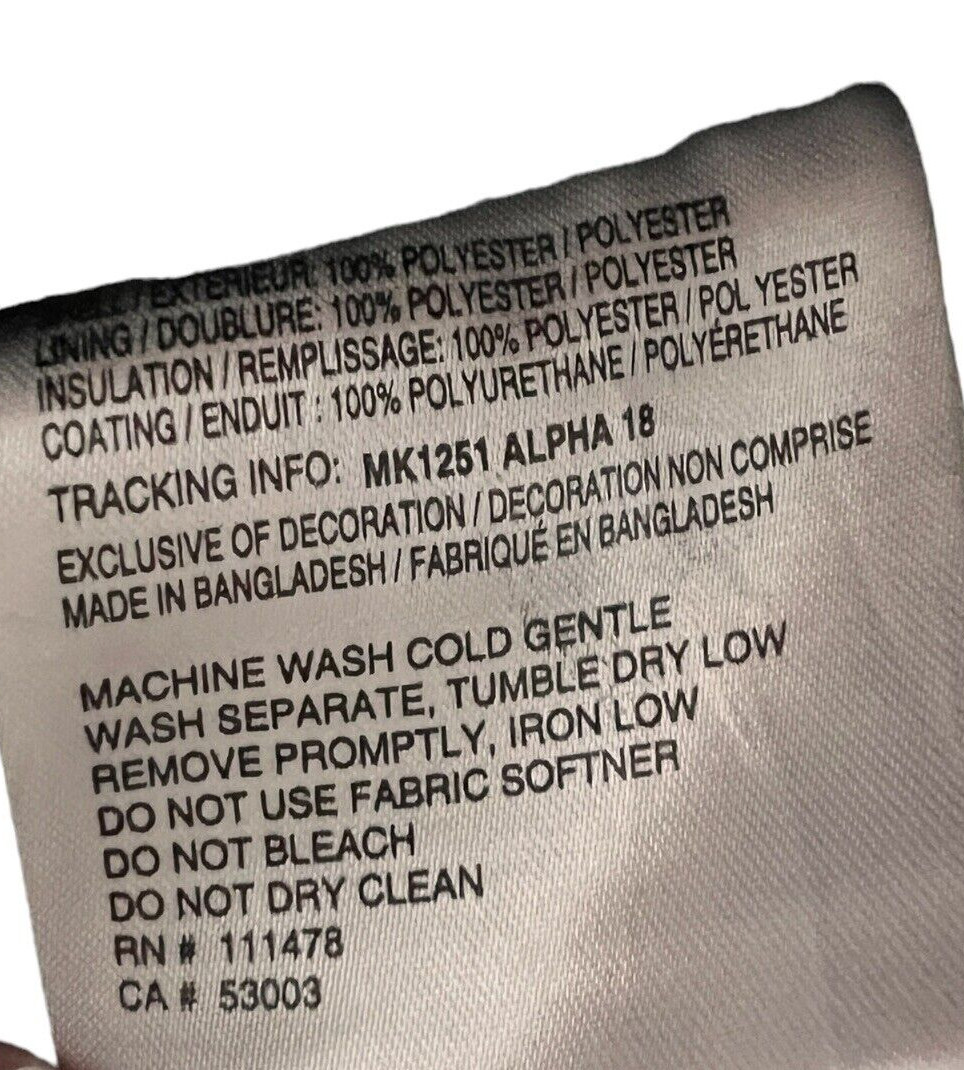 / EXTERIEUR: 100% POLYESTER / POLYESTER
LINING / DOUBLURE: 100% POLYESTER / POLYESTER
INSULATION / REMPLISSAGE: 100% POLYESTER / POL YESTER
COATING / ENDUIT : 100% POLYURETHANE / POLYÉRETHANE
TRACKING INFO: MK1251 ALPHA 18
EXCLUSIVE OF DECORATION / DECORATION NON COMPRISE
MADE IN BANGLADESH / FABRIQUÉ EN BANGLADESH
MACHINE WASH COLD GENTLE
WASH SEPARATE, TUMBLE DRY LOW
REMOVE PROMPTLY, IRON LOW
DO NOT USE FABRIC SOFTNER
DO NOT BLEACH
DO NOT DRY CLEAN
RN # 111478
CA # 53003